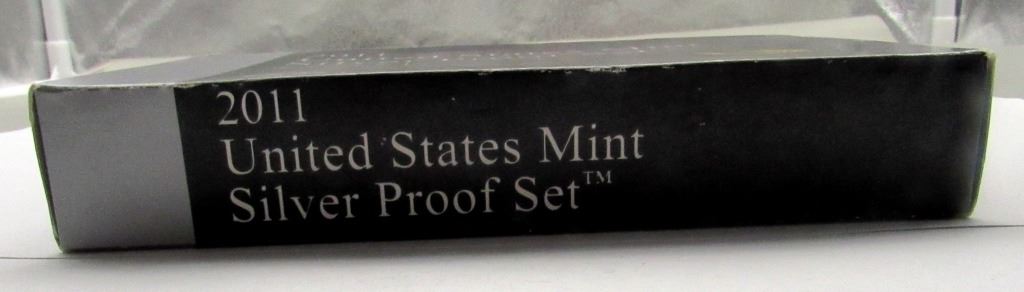 2011
United States Mint
Silver Proof Set™